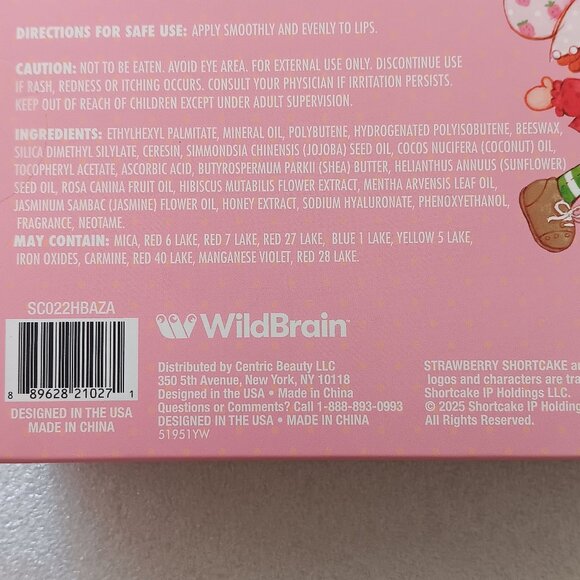 DIRECTIONS FOR SAFE USE: APPLY SMOOTHLY AND EVENLY TO LIPS.
CAUTION: NOT TO BE EATEN. AVOID EYE AREA. FOR EXTERNAL USE ONLY. DISCONTINUE USE
IF RASH, REDNESS OR ITCHING OCCURS. CONSULT YOUR PHYSICIAN IF IRRITATION PERSISTS.
KEEP OUT OF REACH OF CHILDREN EXCEPT UNDER ADULT SUPERVISION.
INGREDIENTS: ETHYLHEXYL PALMITATE, MINERAL OIL, POLYBUTENE, HYDROGENATED POLYISOBUTENE, BEESWAX,
SILICA DIMETHYL SILYLATE, CERESIN, SIMMONDSIA CHINENSIS (JOJOBA) SEED OIL, COCOS NUCIFERA (COCONUT) OIL,
TOCOPHERYL ACETATE, ASCORBIC ACID, BUTYROSPERMUM PARKII (SHEA) BUTTER, HELIANTHUS ANNUUS (SUNFLOWER)
SEED OIL, ROSA CANINA FRUIT OIL, HIBISCUS MUTABILIS FLOWER EXTRACT, MENTHA ARVENSIS LEAF OIL,
JASMINUM SAMBAC (JASMINE) FLOWER OIL, HONEY EXTRACT, SODIUM HYALURONATE, PHENOXYETHANOL,
FRAGRANCE, NEOTAME.
MAY CONTAIN: MICA, RED 6 LAKE, RED 7 LAKE, RED 27 LAKE, BLUE 1 LAKE, YELLOW 5 LAKE,
IRON OXIDES, CARMINE, RED 40 LAKE, MANGANESE VIOLET, RED 28 LAKE.
SC022HBAZA
8 89628 21027 1
DESIGNED IN THE USA
MADE IN CHINA
WildBrain™
Distributed by Centric Beauty LLC
350 5th Avenue, New York, NY 10118
Designed in the USA • Made in China
Questions or Comments? Call 1-888-893-0993
DESIGNED IN THE USA • MADE IN CHINA
51951YW
STRAWBERRY SHORTCAKE au
logos and characters are tra
Shortcake IP Holdings LLC.
© 2025 Shortcake IP Holding
All Rights Reserved.